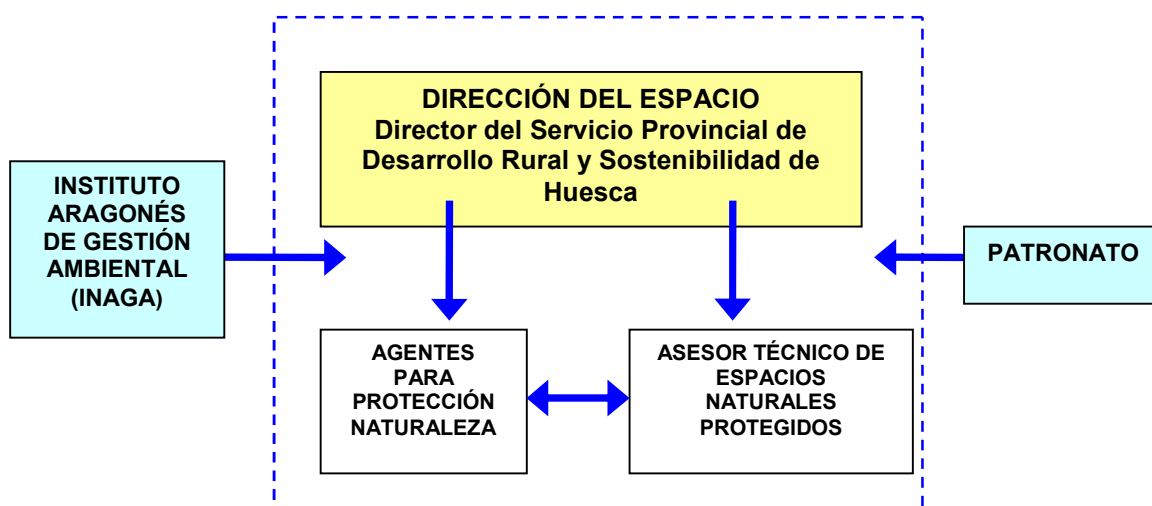 DIRECCIÓN DEL ESPACIO
Director del Servicio Provincial de
Desarrollo Rural y Sostenibilidad de
Huesca
INSTITUTO
ARAGONÉS
DE GESTIÓN
AMBIENTAL
(INAGA)
PATRONATO
AGENTES
PARA
PROTECCIÓN
NATURALEZA
ASESOR TÉCNICO DE
ESPACIOS
NATURALES
PROTEGIDOS